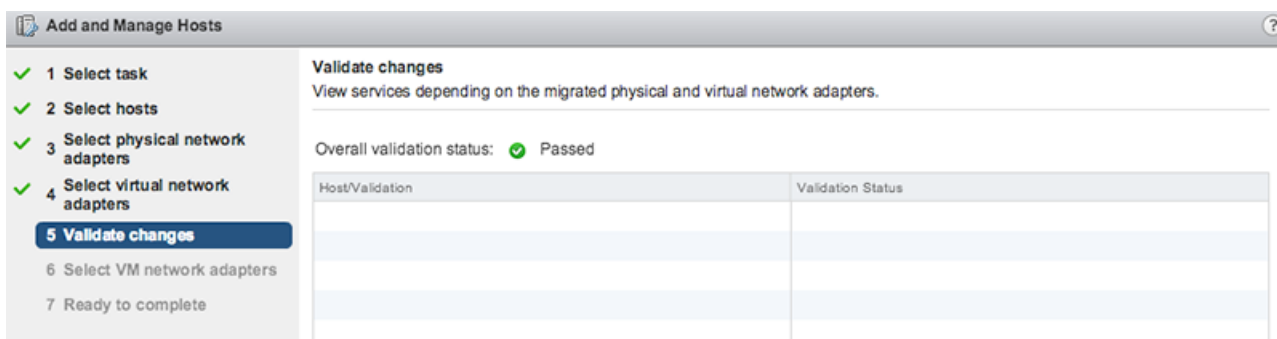 Add and Manage Hosts
?
1 Select task
2 Select hosts
3 Select physical network
adapters
4 Select virtual network
adapters
5 Validate changes
6 Select VM network adapters
7 Ready to complete
Validate changes
View services depending on the migrated physical and virtual network adapters.
Overall validation status: Passed
Host/Validation Validation Status